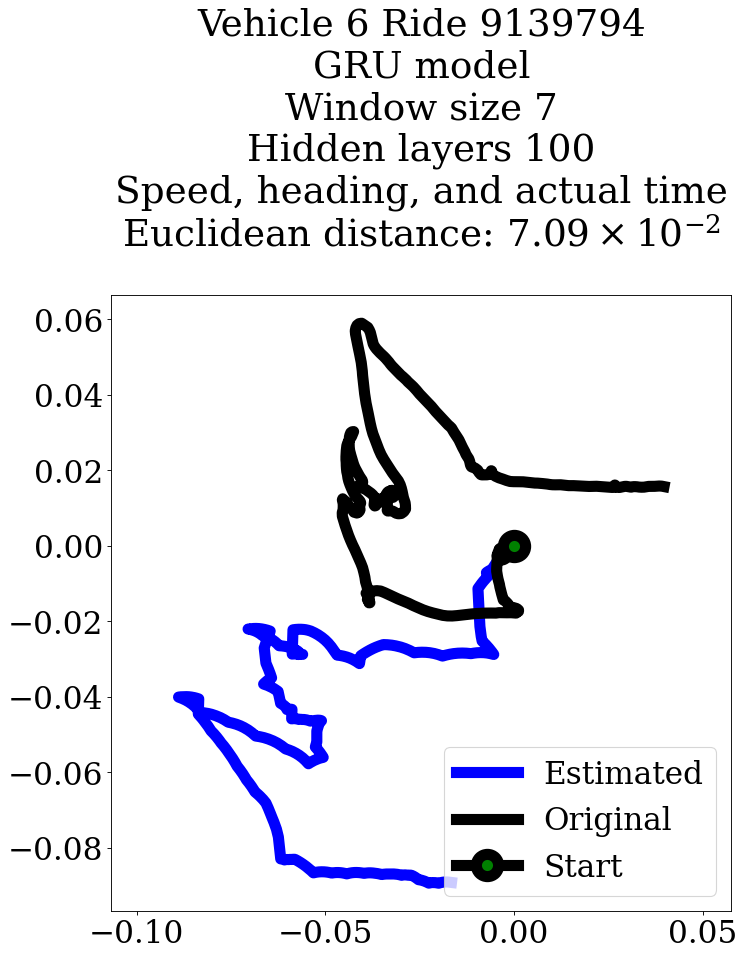 Vehicle 6 Ride 9139794
GRU model
Window size 7
Hidden layers 100
Speed, heading, and actual time
Euclidean distance: 7.09 × 10⁻²
0.06
0.04
0.02
0.00
−0.02
−0.04
−0.06
−0.08
Estimated
Original
Start
−0.10 −0.05 0.00 0.05